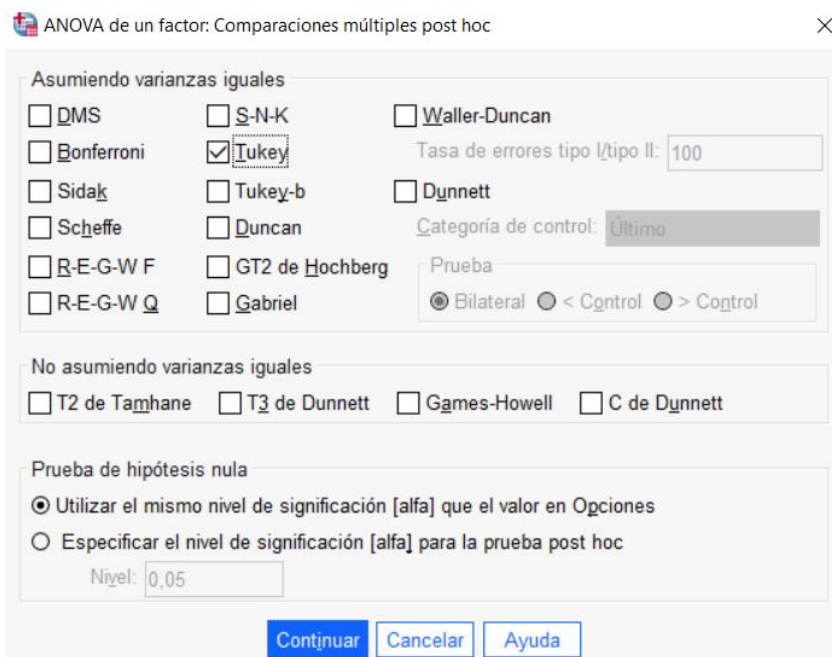 ANOVA de un factor: Comparaciones múltiples post hoc
Asumiendo varianzas iguales
DMS S-N-K Waller-Duncan
Bonferroni Tukey Tasa de errores tipo I/tipo II: 100
Sidak Tukey-b Dunnett
Scheffe Duncan Categoría de control: Último
R-E-G-W F GT2 de Hochberg Prueba
R-E-G-W Q Gabriel Bilateral < Control > Control
No asumiendo varianzas iguales
T2 de Tamhane T3 de Dunnett Games-Howell C de Dunnett
Prueba de hipótesis nula
Utilizar el mismo nivel de significación [alfa] que el valor en Opciones
Especificar el nivel de significación [alfa] para la prueba post hoc
Nivel: 0,05
Continuar Cancelar Ayuda